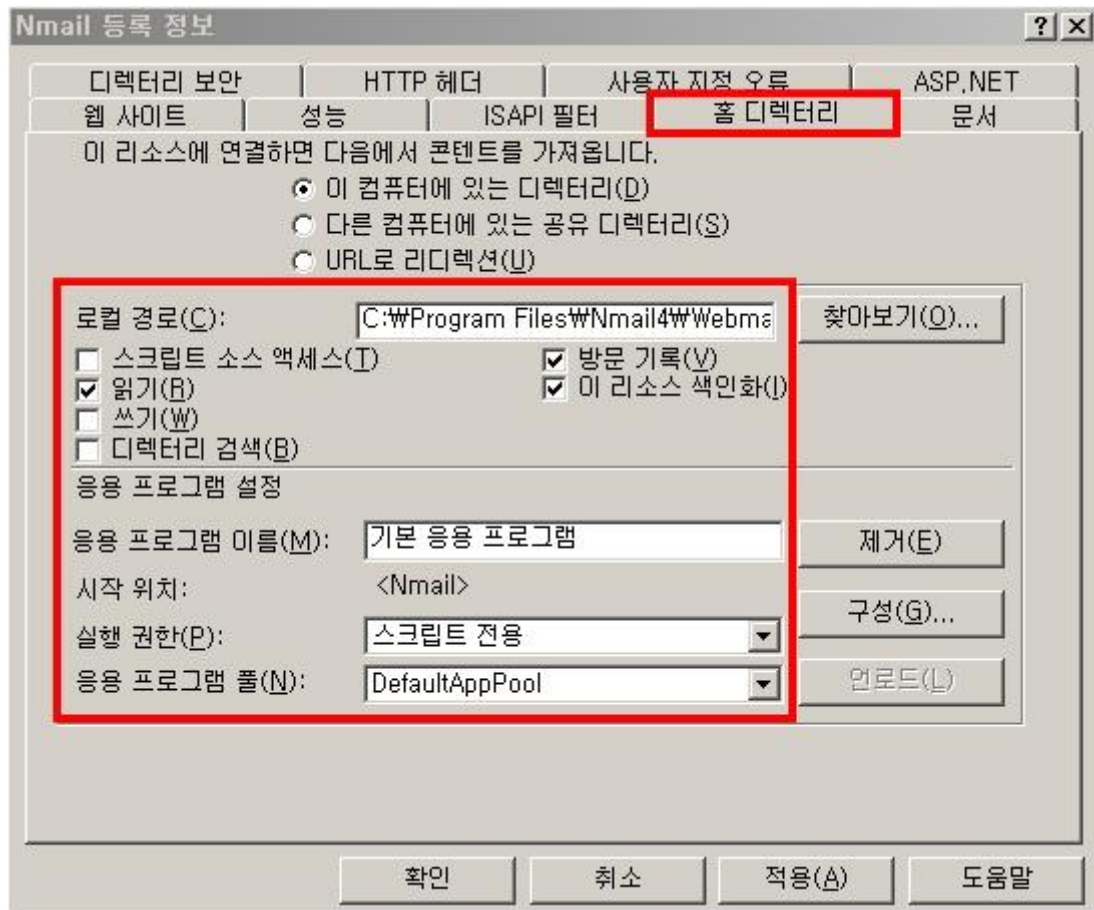 Nmail 등록 정보
디렉터리 보안 HTTP 헤더 사용자 지정 오류 ASP.NET
웹 사이트 성능 ISAPI 필터 홈 디렉터리 문서
이 리소스에 연결하면 다음에서 콘텐트를 가져옵니다.
이 컴퓨터에 있는 디렉터리(D)
다른 컴퓨터에 있는 공유 디렉터리(S)
URL로 리디렉션(U)
로컬 경로(C): C:₩Program Files₩Nmail4₩Webma 찾아보기(O)...
스크립트 소스 액세스(T) 방문 기록(V)
읽기(R) 이 리소스 색인화(I)
쓰기(W)
디렉터리 검색(B)
응용 프로그램 설정
응용 프로그램 이름(M): 기본 응용 프로그램 제거(E)
시작 위치: <Nmail>
구성(G)...
실행 권한(P): 스크립트 전용
응용 프로그램 풀(N): DefaultAppPool 언로드(L)
확인 취소 적용(A) 도움말